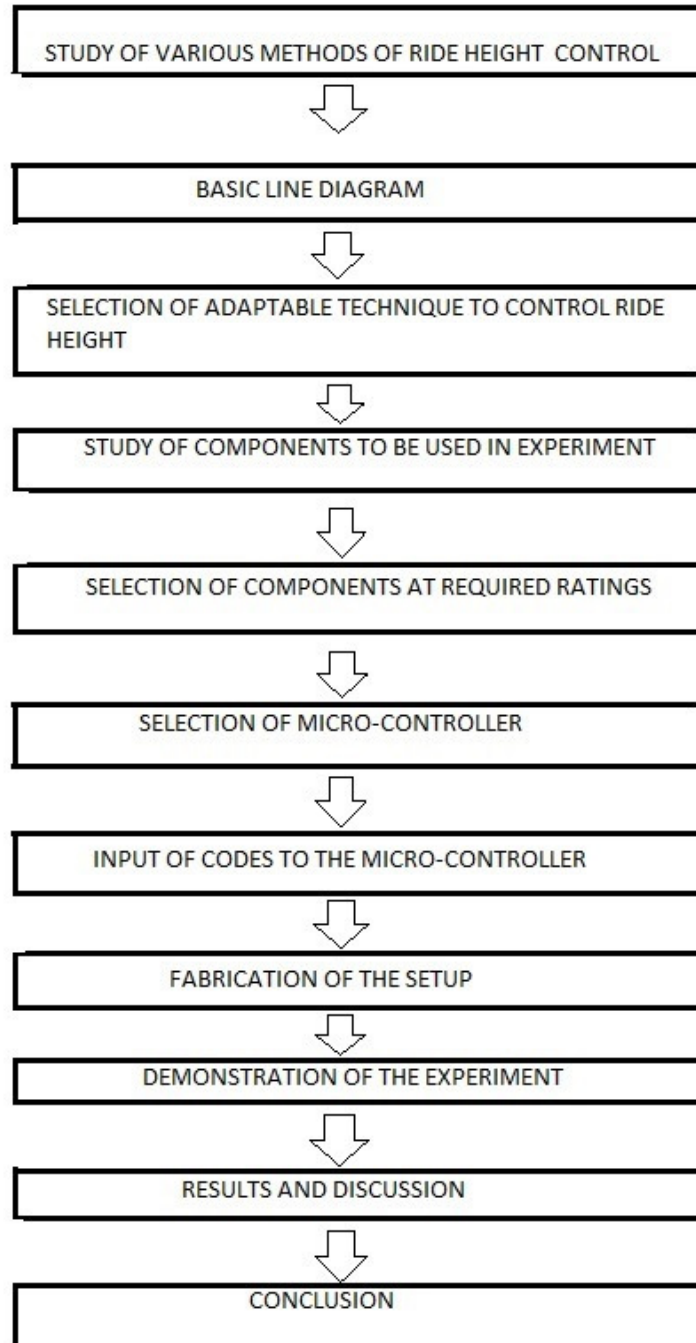 STUDY OF VARIOUS METHODS OF RIDE HEIGHT CONTROL
BASIC LINE DIAGRAM
SELECTION OF ADAPTABLE TECHNIQUE TO CONTROL RIDE
HEIGHT
STUDY OF COMPONENTS TO BE USED IN EXPERIMENT
SELECTION OF COMPONENTS AT REQUIRED RATINGS
SELECTION OF MICRO-CONTROLLER
INPUT OF CODES TO THE MICRO-CONTROLLER
FABRICATION OF THE SETUP
DEMONSTRATION OF THE EXPERIMENT
RESULTS AND DISCUSSION
CONCLUSION